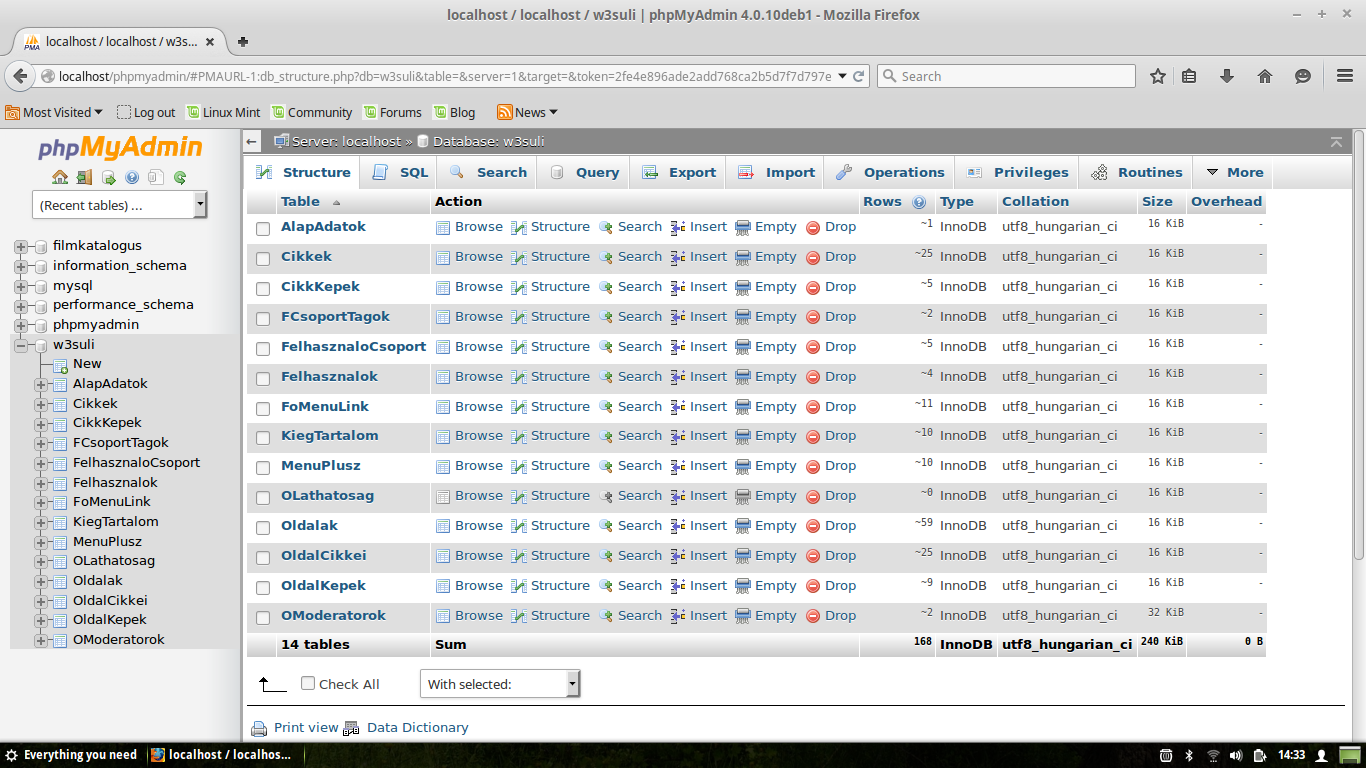 localhost / localhost / w3suli | phpMyAdmin 4.0.10deb1 - Mozilla Firefox
PMA localhost / localhost / w3s...
localhost/phpmyadmin/#PMAURL-1:db_structure.php?db=w3suli&table=&server=1&target=&token=2fe4e896ade2add768ca2b5d7f7d797e Search
Most Visited Log out Linux Mint Community Forums Blog News
phpMyAdmin
(Recent tables) ...
filmkatalogus
information_schema
mysql
performance_schema
phpmyadmin
w3suli
New
AlapAdatok
Cikkek
CikkKepek
FCsoportTagok
FelhasznaloCsoport
Felhasznalok
FoMenuLink
KiegTartalom
MenuPlusz
OLathatosag
Oldalak
OldalCikkei
OldalKepek
OModeratorok
Server: localhost » Database: w3suli
Structure SQL Search Query Export Import Operations Privileges Routines More
Table Action Rows Type Collation Size Overhead
AlapAdatok Browse Structure Search Insert Empty Drop ~1 InnoDB utf8_hungarian_ci 16 KiB -
Cikkek Browse Structure Search Insert Empty Drop ~25 InnoDB utf8_hungarian_ci 16 KiB -
CikkKepek Browse Structure Search Insert Empty Drop ~5 InnoDB utf8_hungarian_ci 16 KiB -
FCsoportTagok Browse Structure Search Insert Empty Drop ~2 InnoDB utf8_hungarian_ci 16 KiB -
FelhasznaloCsoport Browse Structure Search Insert Empty Drop ~5 InnoDB utf8_hungarian_ci 16 KiB -
Felhasznalok Browse Structure Search Insert Empty Drop ~4 InnoDB utf8_hungarian_ci 16 KiB -
FoMenuLink Browse Structure Search Insert Empty Drop ~11 InnoDB utf8_hungarian_ci 16 KiB -
KiegTartalom Browse Structure Search Insert Empty Drop ~10 InnoDB utf8_hungarian_ci 16 KiB -
MenuPlusz Browse Structure Search Insert Empty Drop ~10 InnoDB utf8_hungarian_ci 16 KiB -
OLathatosag Browse Structure Search Insert Empty Drop ~0 InnoDB utf8_hungarian_ci 16 KiB -
Oldalak Browse Structure Search Insert Empty Drop ~59 InnoDB utf8_hungarian_ci 16 KiB -
OldalCikkei Browse Structure Search Insert Empty Drop ~25 InnoDB utf8_hungarian_ci 16 KiB -
OldalKepek Browse Structure Search Insert Empty Drop ~9 InnoDB utf8_hungarian_ci 16 KiB -
OModeratorok Browse Structure Search Insert Empty Drop ~2 InnoDB utf8_hungarian_ci 32 KiB -
14 tables Sum 168 InnoDB utf8_hungarian_ci 240 KiB 0 B
Check All With selected:
Print view Data Dictionary
Everything you need localhost / localhos... 14:33